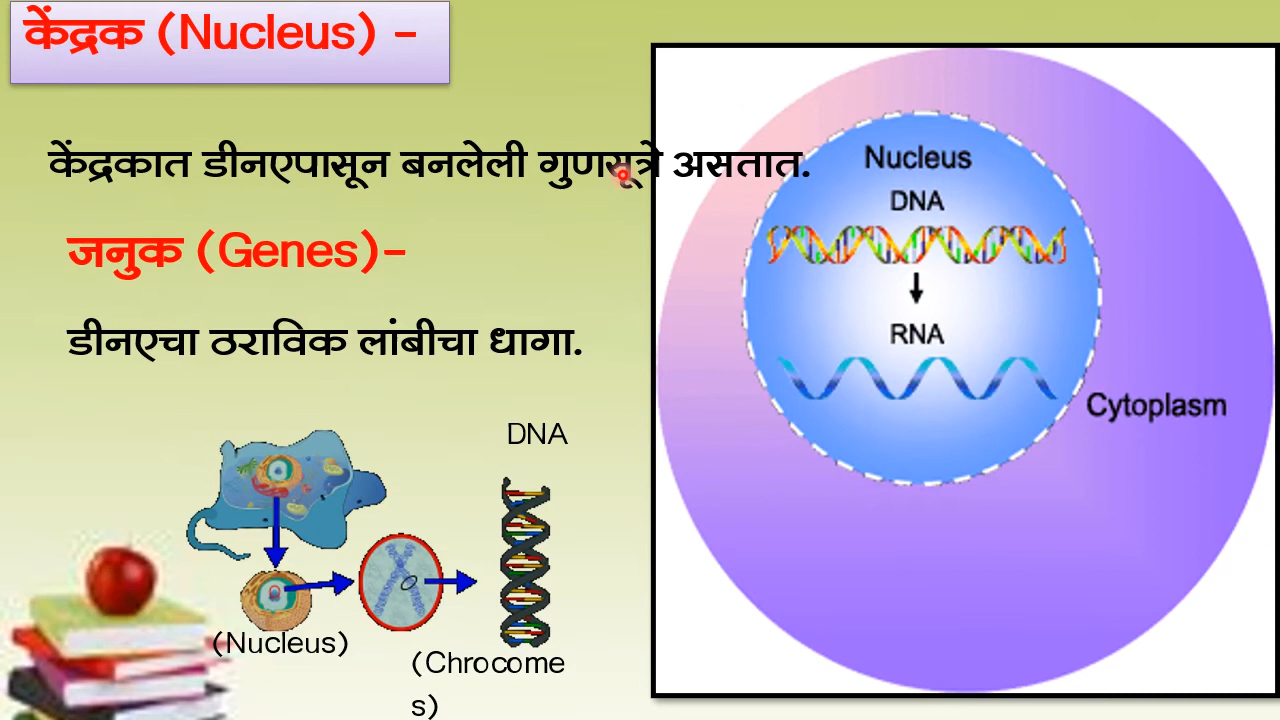 केंद्रक (Nucleus) -
केंद्रकात डीनएपासून बनलेली गुणसूत्रे असतात.
जनुक (Genes)-
डीनएचा ठराविक लांबीचा धागा.
DNA
(Nucleus)
(Chrocome
s)
Nucleus
DNA
RNA
Cytoplasm